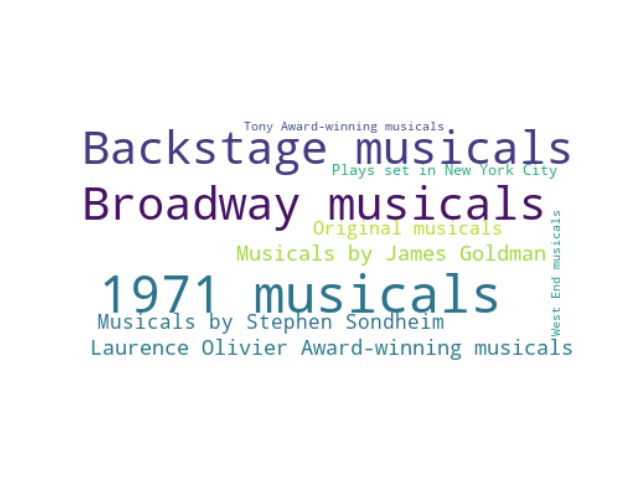 Tony Award-winning musicals
Backstage musicals
Plays set in New York City
Broadway musicals
Original musicals
Musicals by James Goldman
West End musicals
1971 musicals
Musicals by Stephen Sondheim
Laurence Olivier Award-winning musicals